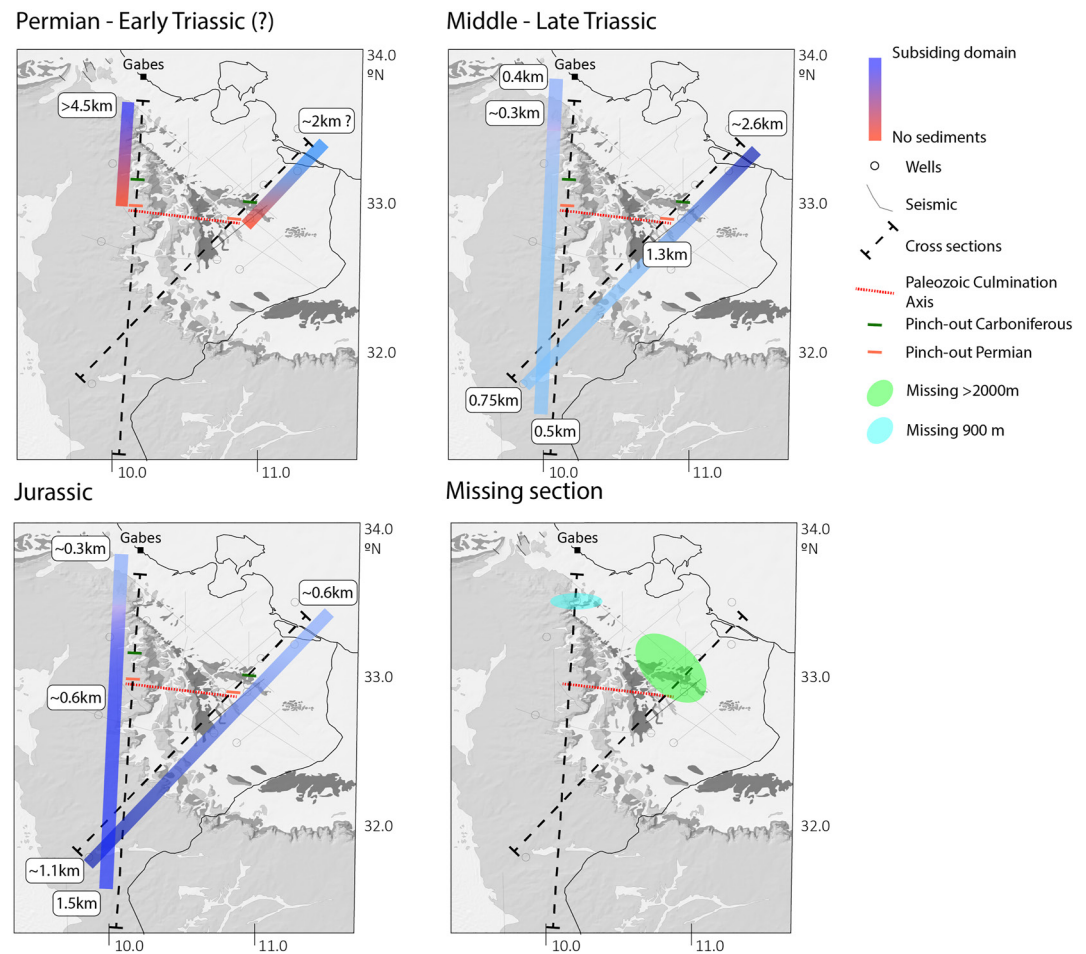 Permian - Early Triassic (?)
Gabes
34.0
ºN
>4.5km
~2km ?
33.0
32.0
10.0
11.0
Middle - Late Triassic
Gabes
34.0
ºN
0.4km
~0.3km
~2.6km
33.0
1.3km
32.0
0.75km
0.5km
10.0
11.0
Subsiding domain
No sediments
Wells
Seismic
Cross sections
Paleozoic Culmination
Axis
Pinch-out Carboniferous
Pinch-out Permian
Missing >2000m
Missing 900 m
Jurassic
Gabes
34.0
ºN
~0.3km
~0.6km
33.0
~0.6km
32.0
~1.1km
1.5km
10.0
11.0
Missing section
Gabes
34.0
ºN
33.0
32.0
10.0
11.0